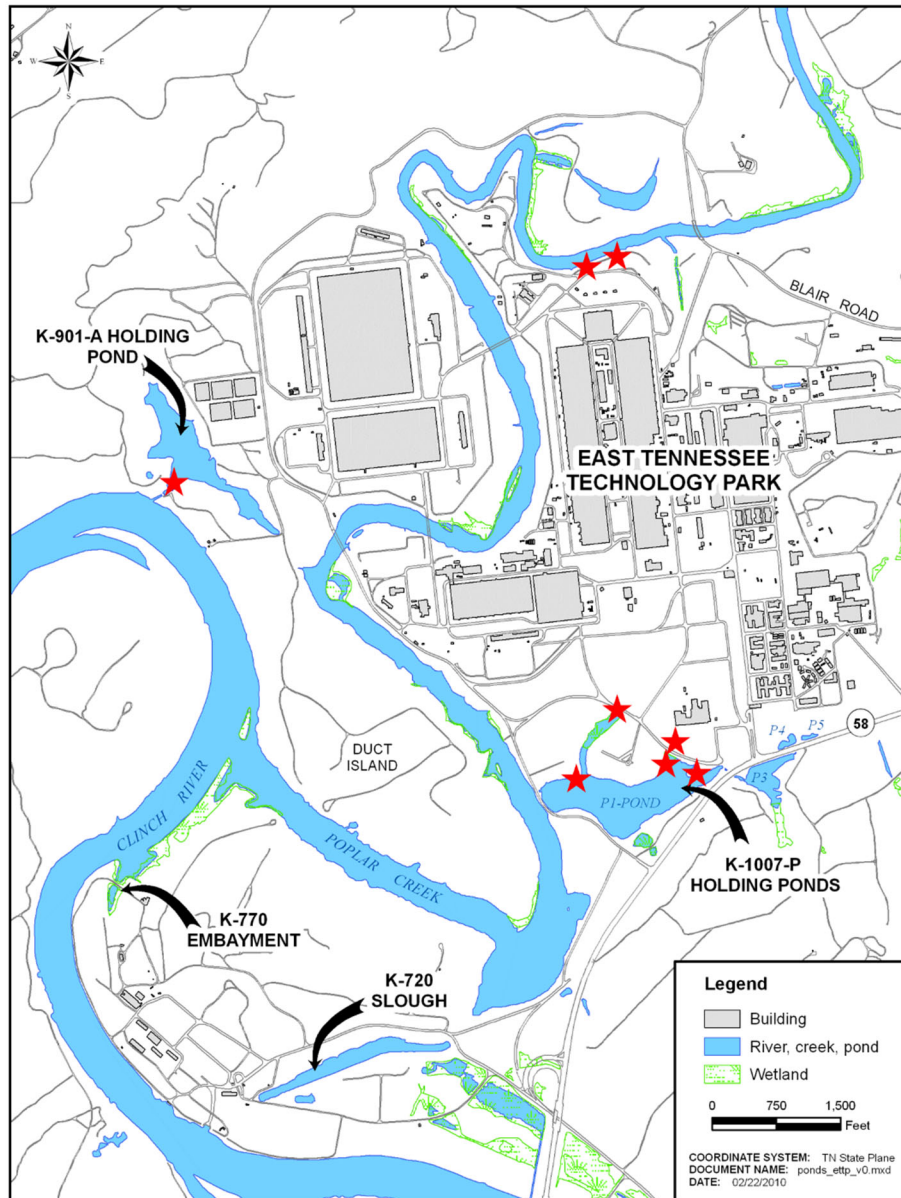 N
W
E
S
BLAIR ROAD
K-901-A HOLDING
POND
EAST TENNESSEE
TECHNOLOGY PARK
58
P4
P5
P3
DUCT
ISLAND
P1-POND
CLINCH RIVER
POPLAR CREEK
K-1007-P
HOLDING PONDS
K-770
EMBAYMENT
K-720
SLOUGH
Legend
Building
River, creek, pond
Wetland
0 750 1,500
Feet
COORDINATE SYSTEM: TN State Plane
DOCUMENT NAME: ponds_ettp_v0.mxd
DATE: 02/22/2010